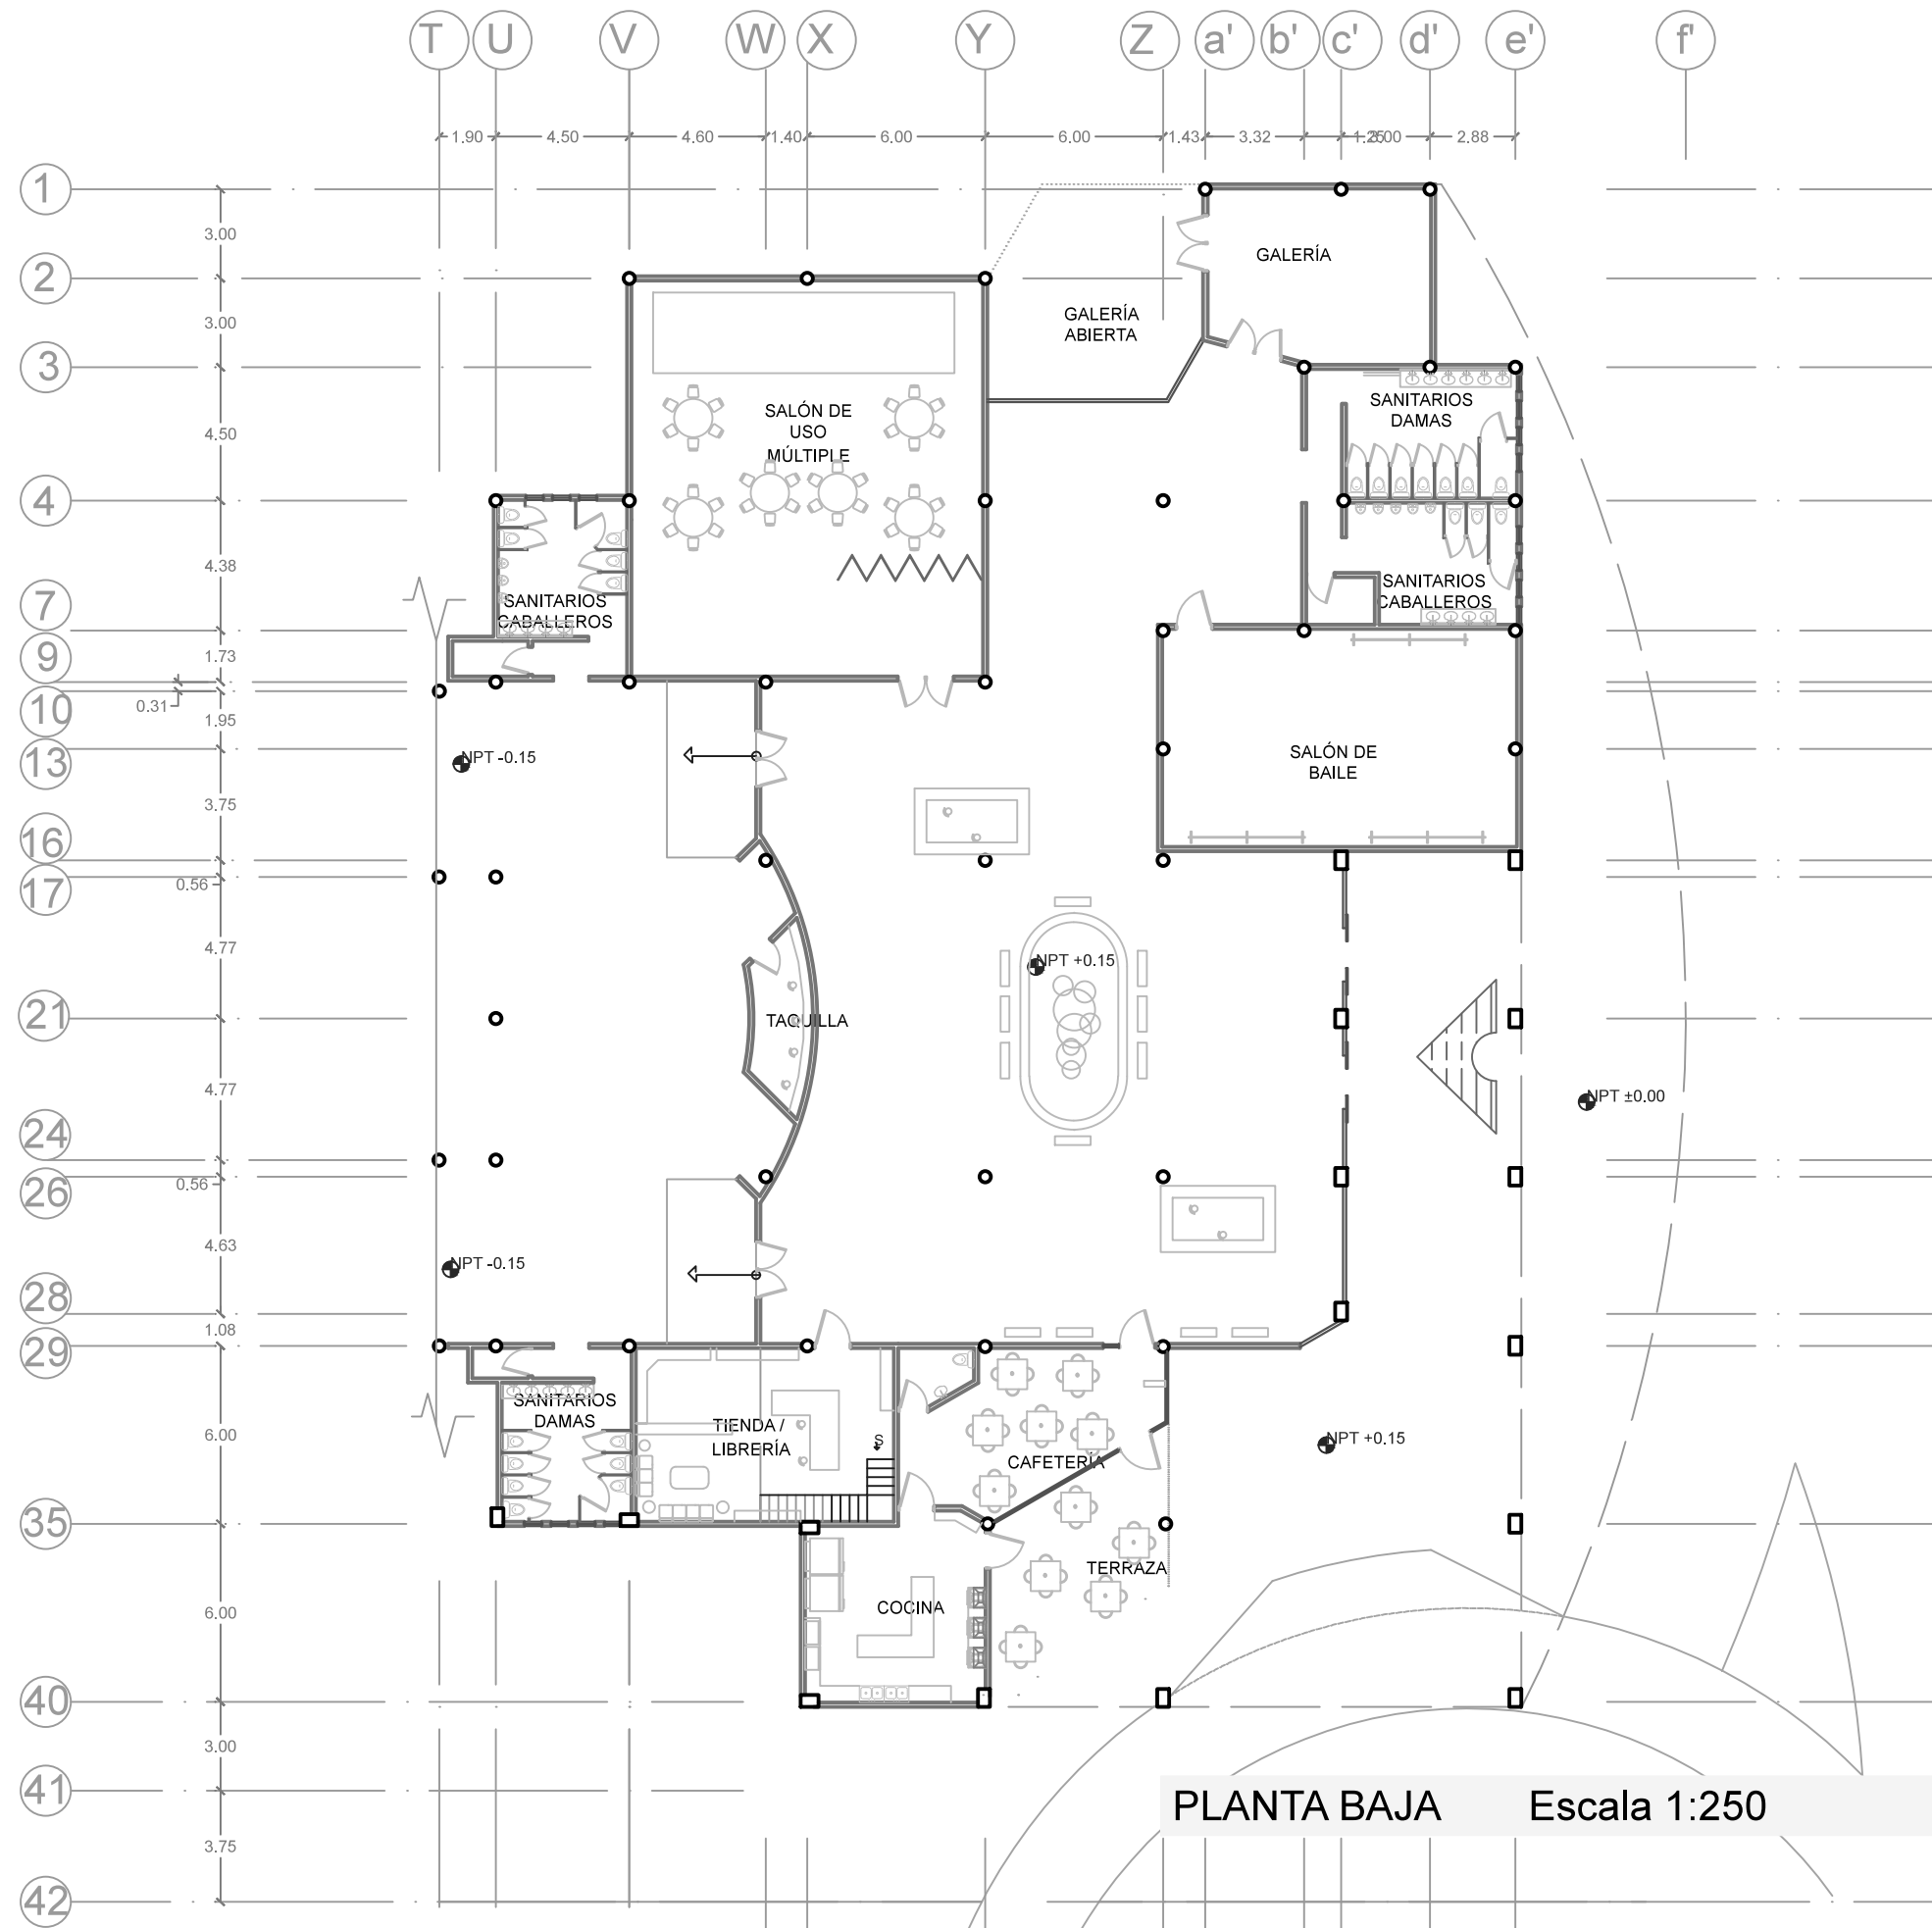 T U V W X Y Z a' b' c' d' e' f'
1.90 4.50 4.60 1.40 6.00 6.00 1.43 3.32 3.00 2.88
1
3.00
2
3.00
3
4.50
4
4.38
7
9
1.73
10
0.31
1.95
13
3.75
16
17
0.56
4.77
21
4.77
24
26
0.56
4.63
28
1.08
29
6.00
35
6.00
40
3.00
41
3.75
42
GALERÍA
GALERÍA
ABIERTA
SALÓN DE
USO
MÚLTIPLE
SANITARIOS
DAMAS
SANITARIOS
CABALLEROS
SANITARIOS
CABALLEROS
NPT -0.15
SALÓN DE
BAILE
NPT +0.15
TAQUILLA
NPT ±0.00
NPT -0.15
SANITARIOS
DAMAS
TIENDA /
LIBRERÍA
S
CAFETERÍA
NPT +0.15
TERRAZA
COCINA
PLANTA BAJA Escala 1:250